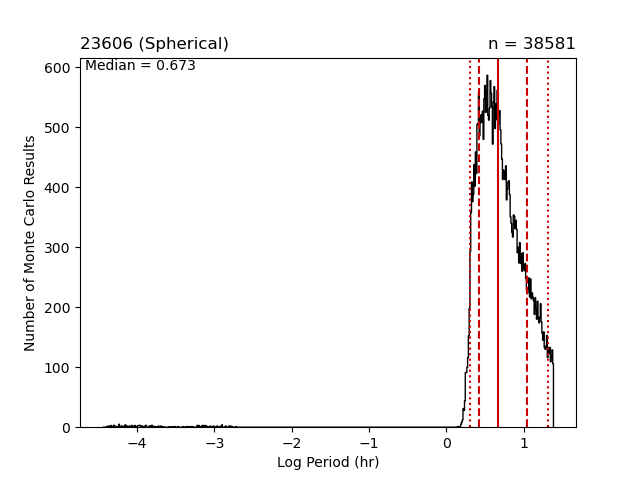 23606 (Spherical)
n = 38581
Median = 0.673
600
500
400
300
200
100
0
Number of Monte Carlo Results
−4
−3
−2
−1
0
1
Log Period (hr)